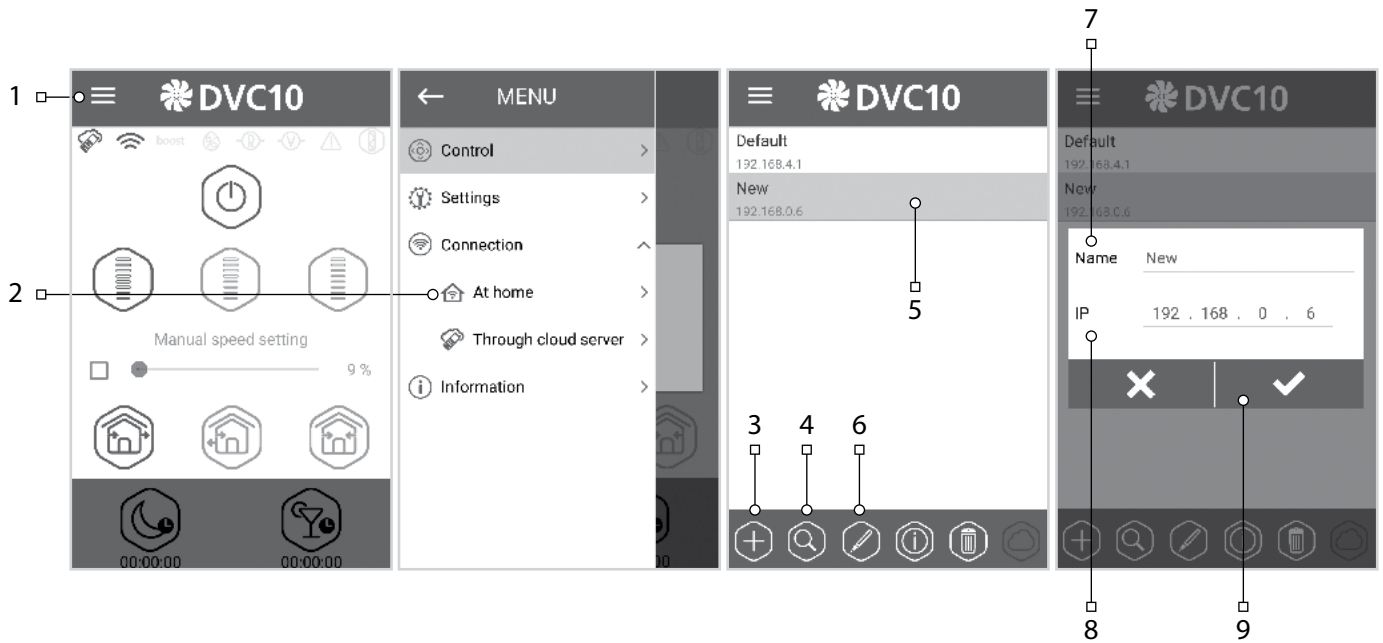 7
1
DVC10
boost
Manual speed setting
9 %
00:00:00
00:00:00
2
MENU
Control
Settings
Connection
At home
Through cloud server
Information
00
DVC10
Default
192.168.4.1
New
192.168.0.6
5
3
4
6
DVC10
Default
192.168.4.1
New
192.168.0.6
Name New
IP 192 . 168 . 0 . 6
8
9